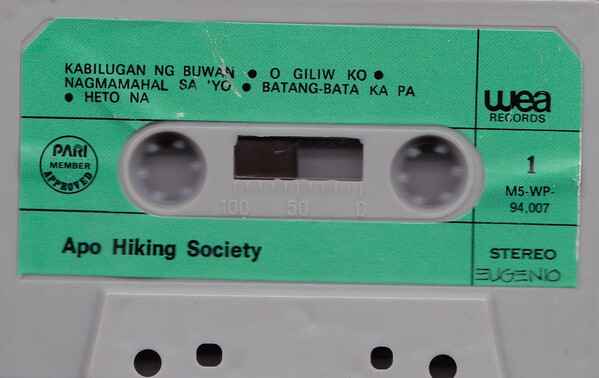 KABILUGAN NG BUWAN • O GILIW KO •
NAGMAMAHAL SA 'YO • BATANG-BATA KA PA
• HETO NA
wea
RECORDS
PARI
MEMBER
APPROVED
1
M5-WP-
94,007
100 50 0
Apo Hiking Society
STEREO
EUGENIO